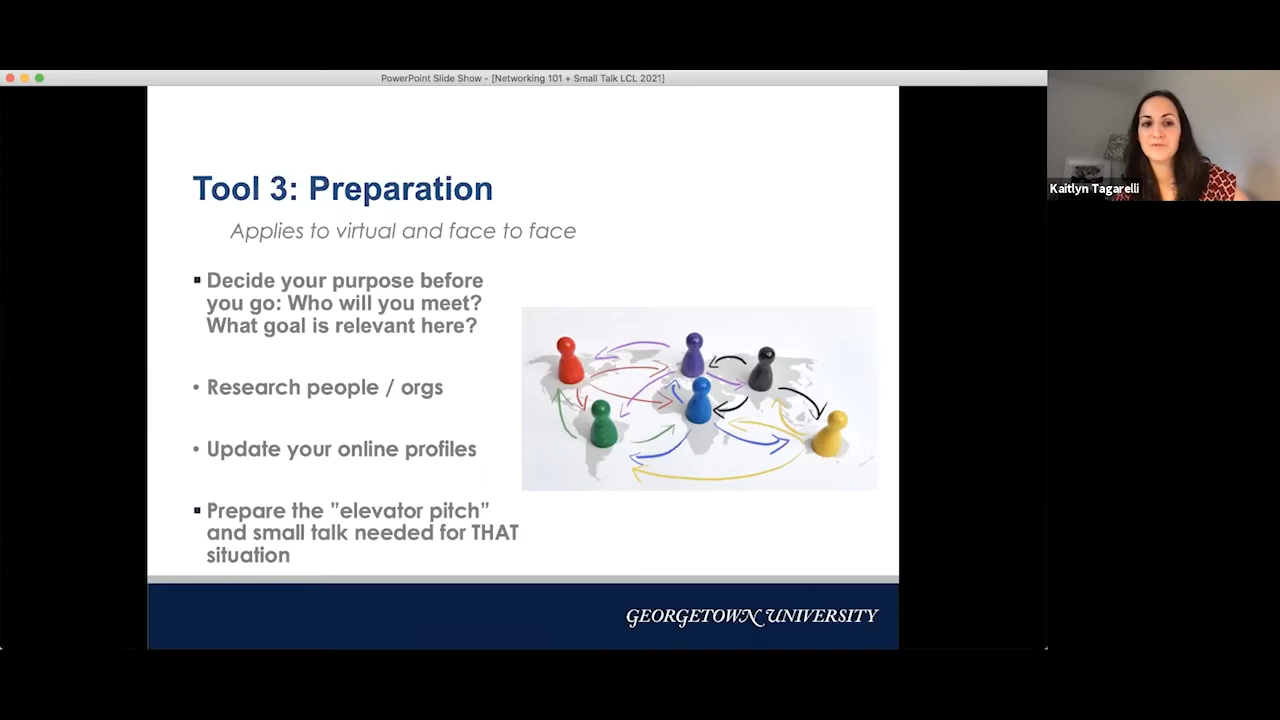 PowerPoint Slide Show - [Networking 101 + Small Talk LCL 2021]
Tool 3: Preparation
Applies to virtual and face to face
▪ Decide your purpose before
you go: Who will you meet?
What goal is relevant here?
• Research people / orgs
• Update your online profiles
▪ Prepare the ”elevator pitch”
and small talk needed for THAT
situation
GEORGETOWN UNIVERSITY
Kaitlyn Tagarelli